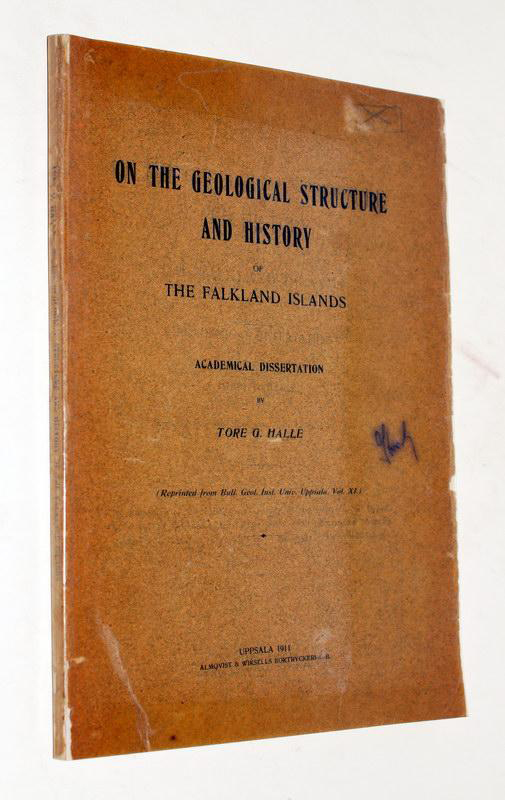 ON THE GEOLOGICAL STRUCTURE
AND HISTORY
OF
THE FALKLAND ISLANDS
ACADEMICAL DISSERTATION
BY
TORE G. HALLE
(Reprinted from Bull. Geol. Inst. Univ. Uppsala, Vol. XI.)
UPPSALA 1911
ALMQVIST & WIKSELLS BOKTRYCKERI-A.-B.